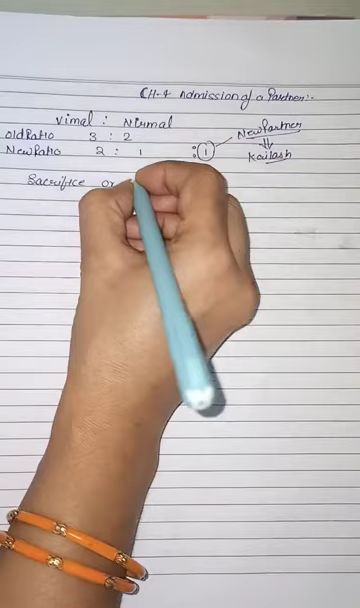 CH-4 Admission of a Partner:-
Vimal : Nirmal
Old Ratio 3 : 2
New Ratio 2 : 1 : 1 New Partner
Kailash
Sacrifice or